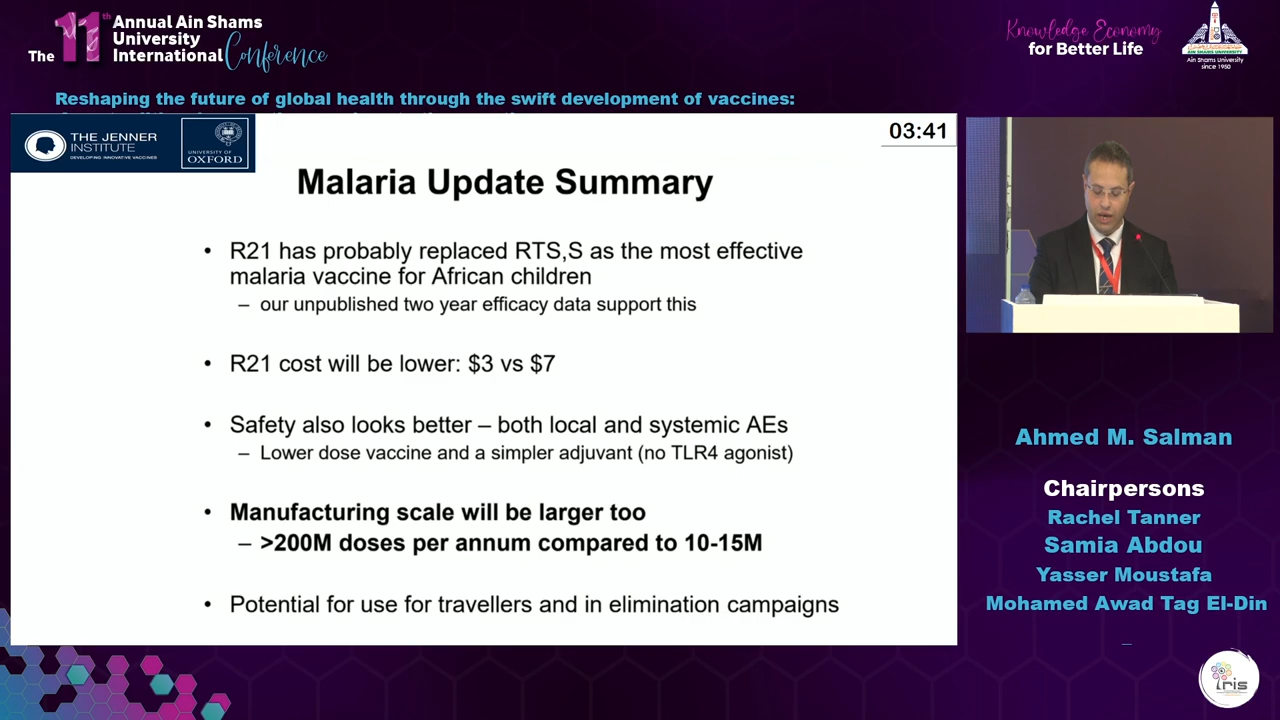 The 11th Annual Ain Shams
University
International Conference
Knowledge Economy
for Better Life
AIN SHAMS UNIVERSITY
Ain Shams University
since 1950
Reshaping the future of global health through the swift development of vaccines:
THE JENNER
INSTITUTE
DEVELOPING INNOVATIVE VACCINES
UNIVERSITY OF
OXFORD
03:41
Malaria Update Summary
• R21 has probably replaced RTS,S as the most effective
malaria vaccine for African children
– our unpublished two year efficacy data support this
• R21 cost will be lower: $3 vs $7
• Safety also looks better – both local and systemic AEs
– Lower dose vaccine and a simpler adjuvant (no TLR4 agonist)
• Manufacturing scale will be larger too
– >200M doses per annum compared to 10-15M
• Potential for use for travellers and in elimination campaigns
Ahmed M. Salman
Chairpersons
Rachel Tanner
Samia Abdou
Yasser Moustafa
Mohamed Awad Tag El-Din
iris